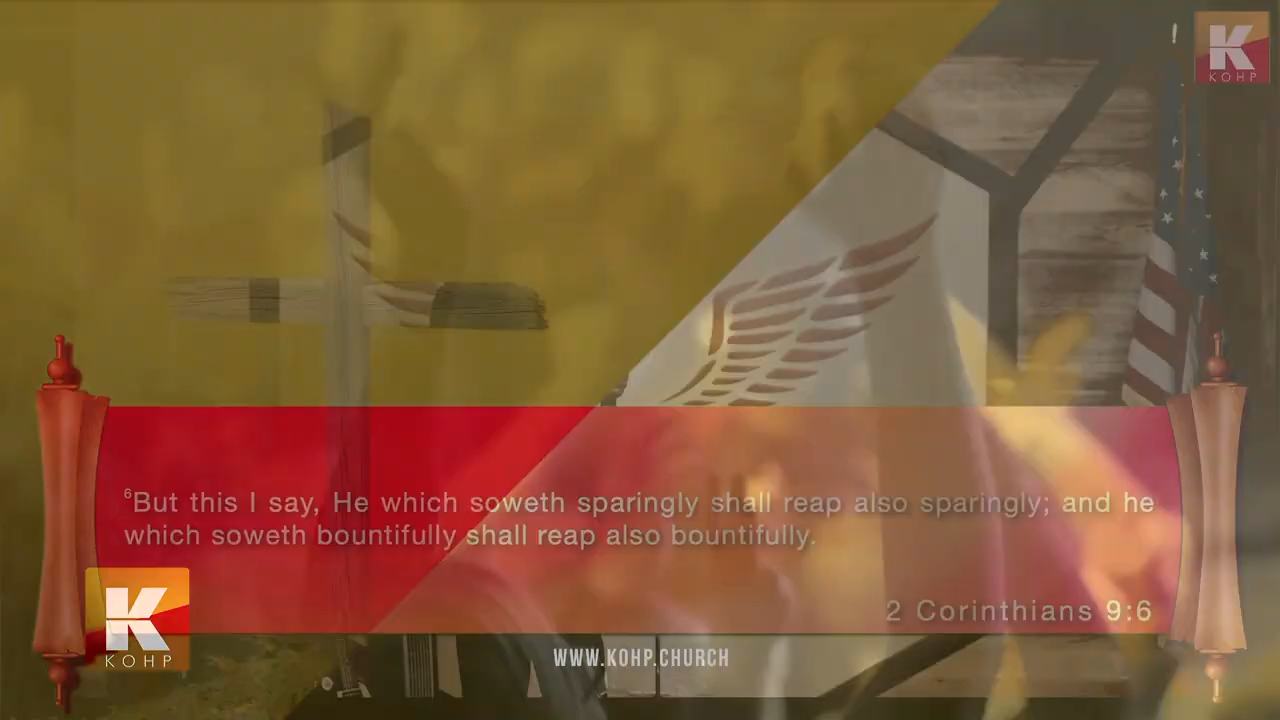 K
KOHP
⁶But this I say, He which soweth sparingly shall reap also sparingly; and he
which soweth bountifully shall reap also bountifully.
2 Corinthians 9:6
K
KOHP
WWW.KOHP.CHURCH